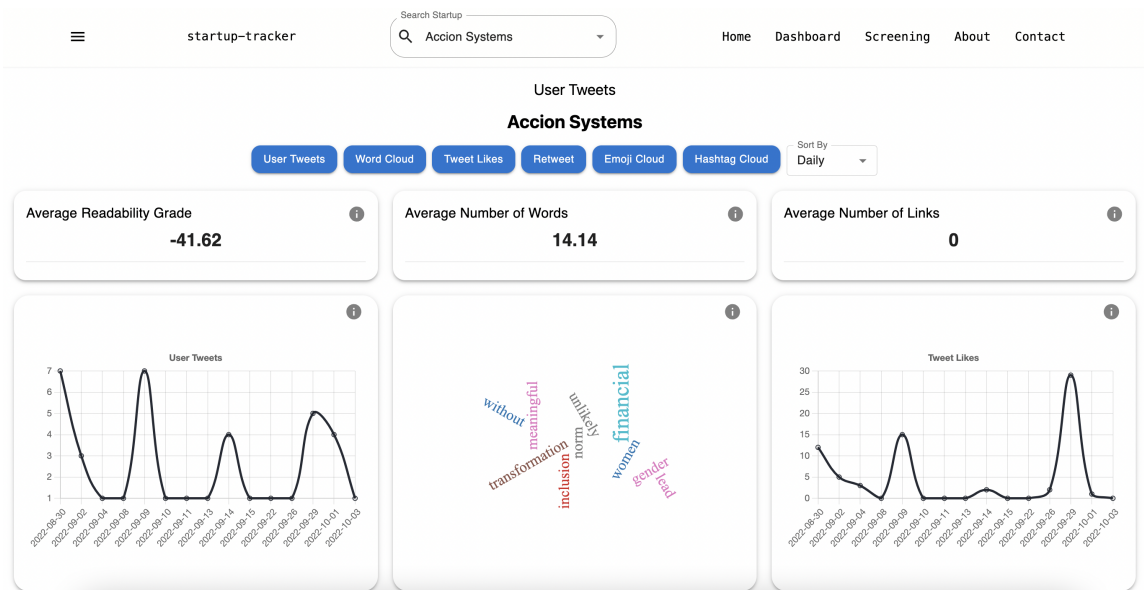 Search Startup
startup-tracker
Accion Systems
Home Dashboard Screening About Contact
User Tweets
Accion Systems
User Tweets Word Cloud Tweet Likes Retweet Emoji Cloud Hashtag Cloud
Sort By
Daily
Average Readability Grade
-41.62
Average Number of Words
14.14
Average Number of Links
0
User Tweets
7
6
5
4
3
2
1
2022-08-30
2022-09-02
2022-09-04
2022-09-08
2022-09-09
2022-09-10
2022-09-11
2022-09-13
2022-09-14
2022-09-15
2022-09-22
2022-09-26
2022-09-29
2022-10-01
2022-10-03
without
meaningful
unlikely
financial
norm
transformation
inclusion
women
gender
lead
Tweet Likes
30
25
20
15
10
5
0
2022-08-30
2022-09-02
2022-09-04
2022-09-08
2022-09-09
2022-09-10
2022-09-11
2022-09-13
2022-09-14
2022-09-15
2022-09-22
2022-09-26
2022-09-29
2022-10-01
2022-10-03